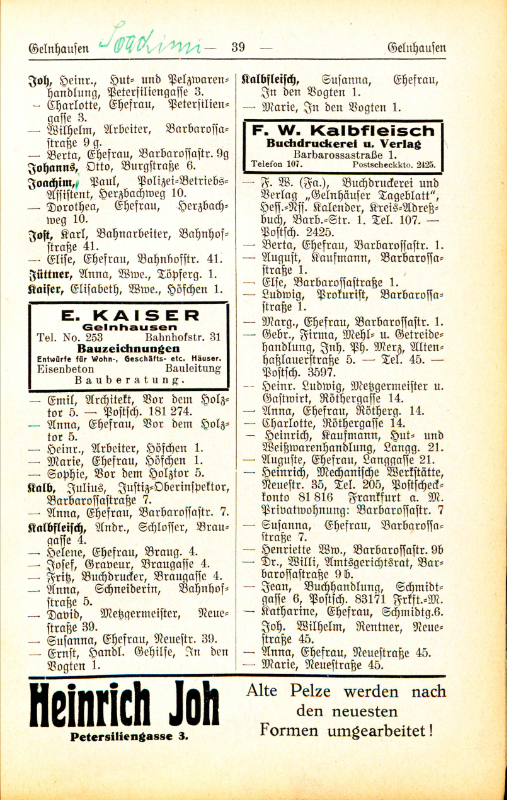 Gelnhausen — 39 — Gelnhausen
Joh, Heinr., Hut- und Pelzwaren-
handlung, Petersiliengasse 3.
— Charlotte, Ehefrau, Petersilien-
gasse 3.
— Wilhelm, Arbeiter, Barbarossa-
straße 9 g.
— Berta, Ehefrau, Barbarossastr. 9g
Johanns, Otto, Burgstraße 6.
Joachim, Paul, Polizei-Betriebs-
Assistent, Herzbachweg 10.
— Dorothea, Ehefrau, Herzbach-
weg 10.
Jost, Karl, Bahnarbeiter, Bahnhof-
straße 41.
— Elise, Ehefrau, Bahnhofstr. 41.
Jüttner, Anna, Wwe., Töpferg. 1.
Kaiser, Elisabeth, Wwe., Höfchen 1.
E. KAISER
Gelnhausen
Tel. No. 253 Bahnhofstr. 31
Bauzeichnungen
Entwürfe für Wohn-, Geschäfts- etc. Häuser.
Eisenbeton Bauleitung
Bauberatung.
— Emil, Architekt, Vor dem Holz-
tor 5. — Postsch. 181 274.
— Anna, Ehefrau, Vor dem Holz-
tor 5.
— Heinr., Arbeiter, Höfchen 1.
— Marie, Ehefrau, Höfchen 1.
— Sophie, Vor dem Holztor 5.
Kalb, Julius, Justiz-Oberinspektor,
Barbarossastraße 7.
— Anna, Ehefrau, Barbarossastr. 7.
Kalbfleisch, Andr., Schlosser, Brau-
gasse 4.
— Helene, Ehefrau, Braug. 4.
— Josef, Graveur, Braugasse 4.
— Fritz, Buchdrucker, Braugasse 4.
— Anna, Schneiderin, Bahnhof-
straße 5.
— David, Metzgermeister, Neue-
straße 39.
— Susanna, Ehefrau, Neuestr. 39.
— Ernst, Handl. Gehilfe, In den
Vogten 1.
Kalbfleisch, Susanna, Ehefrau,
In den Vogten 1.
— Marie, In den Vogten 1.
F. W. Kalbfleisch
Buchdruckerei u. Verlag
Barbarossastraße 1.
Telefon 107. Postscheckkto. 2425.
— F. W. (Fa.), Buchdruckerei und
Verlag „Gelnhäuser Tageblatt",
Hess.-Nss. Kalender, Kreis-Adreß-
buch, Barb.-Str. 1. Tel. 107. —
Postsch. 2425.
— Berta, Ehefrau, Barbarossastr. 1.
— August, Kaufmann, Barbarossa-
straße 1.
— Else, Barbarossastraße 1.
— Ludwig, Prokurist, Barbarossa-
straße 1.
— Marg., Ehefrau, Barbarossastr. 1.
— Gebr., Firma, Mehl- u. Getreide-
handlung, Inh. Ph. Merz, Alten-
haßlauerstraße 5. — Tel. 45. —
Postsch. 3597.
— Heinr. Ludwig, Metzgermeister u.
Gastwirt, Röthergasse 14.
— Anna, Ehefrau, Rötherg. 14.
— Charlotte, Röthergasse 14.
— Heinrich, Kaufmann, Hut- und
Weißwarenhandlung, Langg. 21.
— Auguste, Ehefrau, Langgasse 21.
— Heinrich, Mechanische Werkstätte,
Neuestr. 35, Tel. 205, Postscheck-
konto 81 816 Frankfurt a. M.
Privatwohnung: Barbarossastr. 7
— Susanna, Ehefrau, Barbarossa-
straße 7.
— Henriette Ww., Barbarossastr. 9b
— Dr., Willi, Amtsgerichtsrat, Bar-
barossastraße 9 b.
— Jean, Buchhandlung, Schmidt-
gasse 6, Postsch. 83171 Frkft.-M.
— Katharine, Ehefrau, Schmidtg.6.
Joh. Wilhelm, Rentner, Neue-
straße 45.
— Anna, Ehefrau, Neuestraße 45.
— Marie, Neuestraße 45.
Heinrich Joh
Petersiliengasse 3.
Alte Pelze werden nach
den neuesten
Formen umgearbeitet!